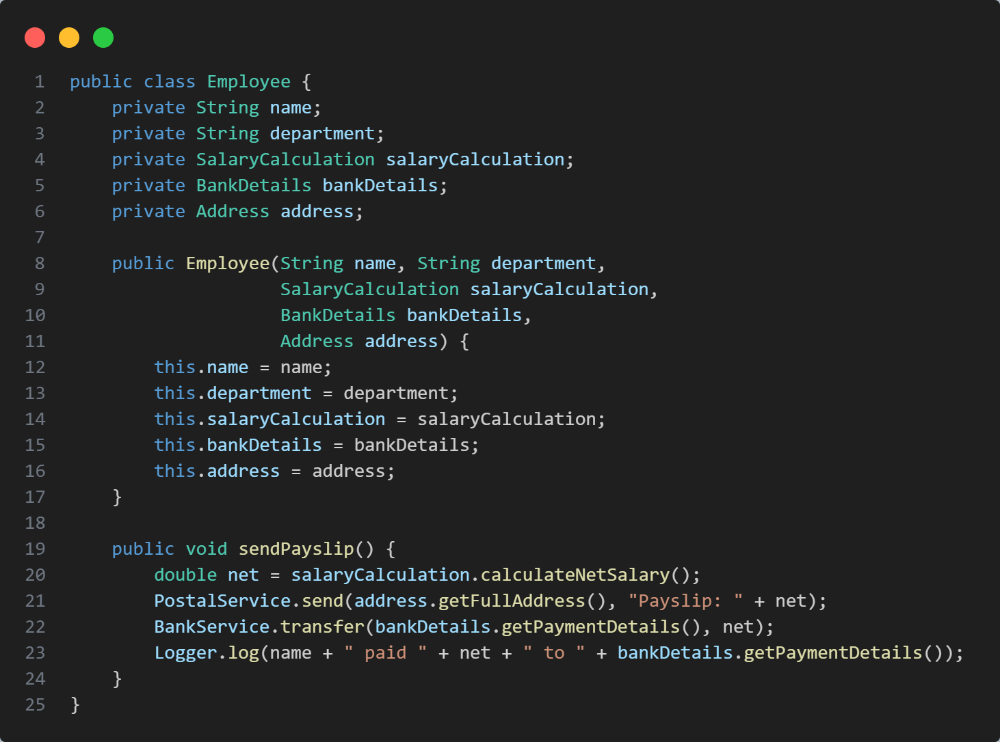 1 public class Employee {
2     private String name;
3     private String department;
4     private SalaryCalculation salaryCalculation;
5     private BankDetails bankDetails;
6     private Address address;
7
8     public Employee(String name, String department,
9                     SalaryCalculation salaryCalculation,
10                     BankDetails bankDetails,
11                     Address address) {
12         this.name = name;
13         this.department = department;
14         this.salaryCalculation = salaryCalculation;
15         this.bankDetails = bankDetails;
16         this.address = address;
17     }
18
19     public void sendPayslip() {
20         double net = salaryCalculation.calculateNetSalary();
21         PostalService.send(address.getFullAddress(), "Payslip: " + net);
22         BankService.transfer(bankDetails.getPaymentDetails(), net);
23         Logger.log(name + " paid " + net + " to " + bankDetails.getPaymentDetails());
24     }
25 }